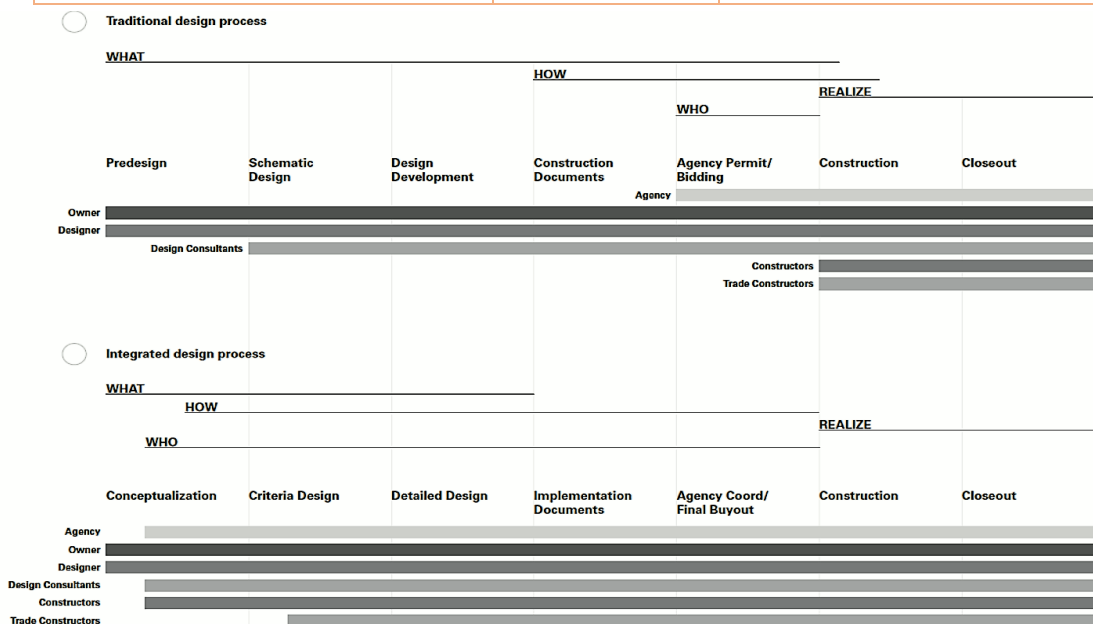 Traditional design process
WHAT
HOW
REALIZE
WHO
Predesign
Schematic
Design
Design
Development
Construction
Documents
Agency Permit/
Bidding
Construction
Closeout
Agency
Owner
Designer
Design Consultants
Constructors
Trade Constructors
Integrated design process
WHAT
HOW
REALIZE
WHO
Conceptualization
Criteria Design
Detailed Design
Implementation
Documents
Agency Coord/
Final Buyout
Construction
Closeout
Agency
Owner
Designer
Design Consultants
Constructors
Trade Constructors